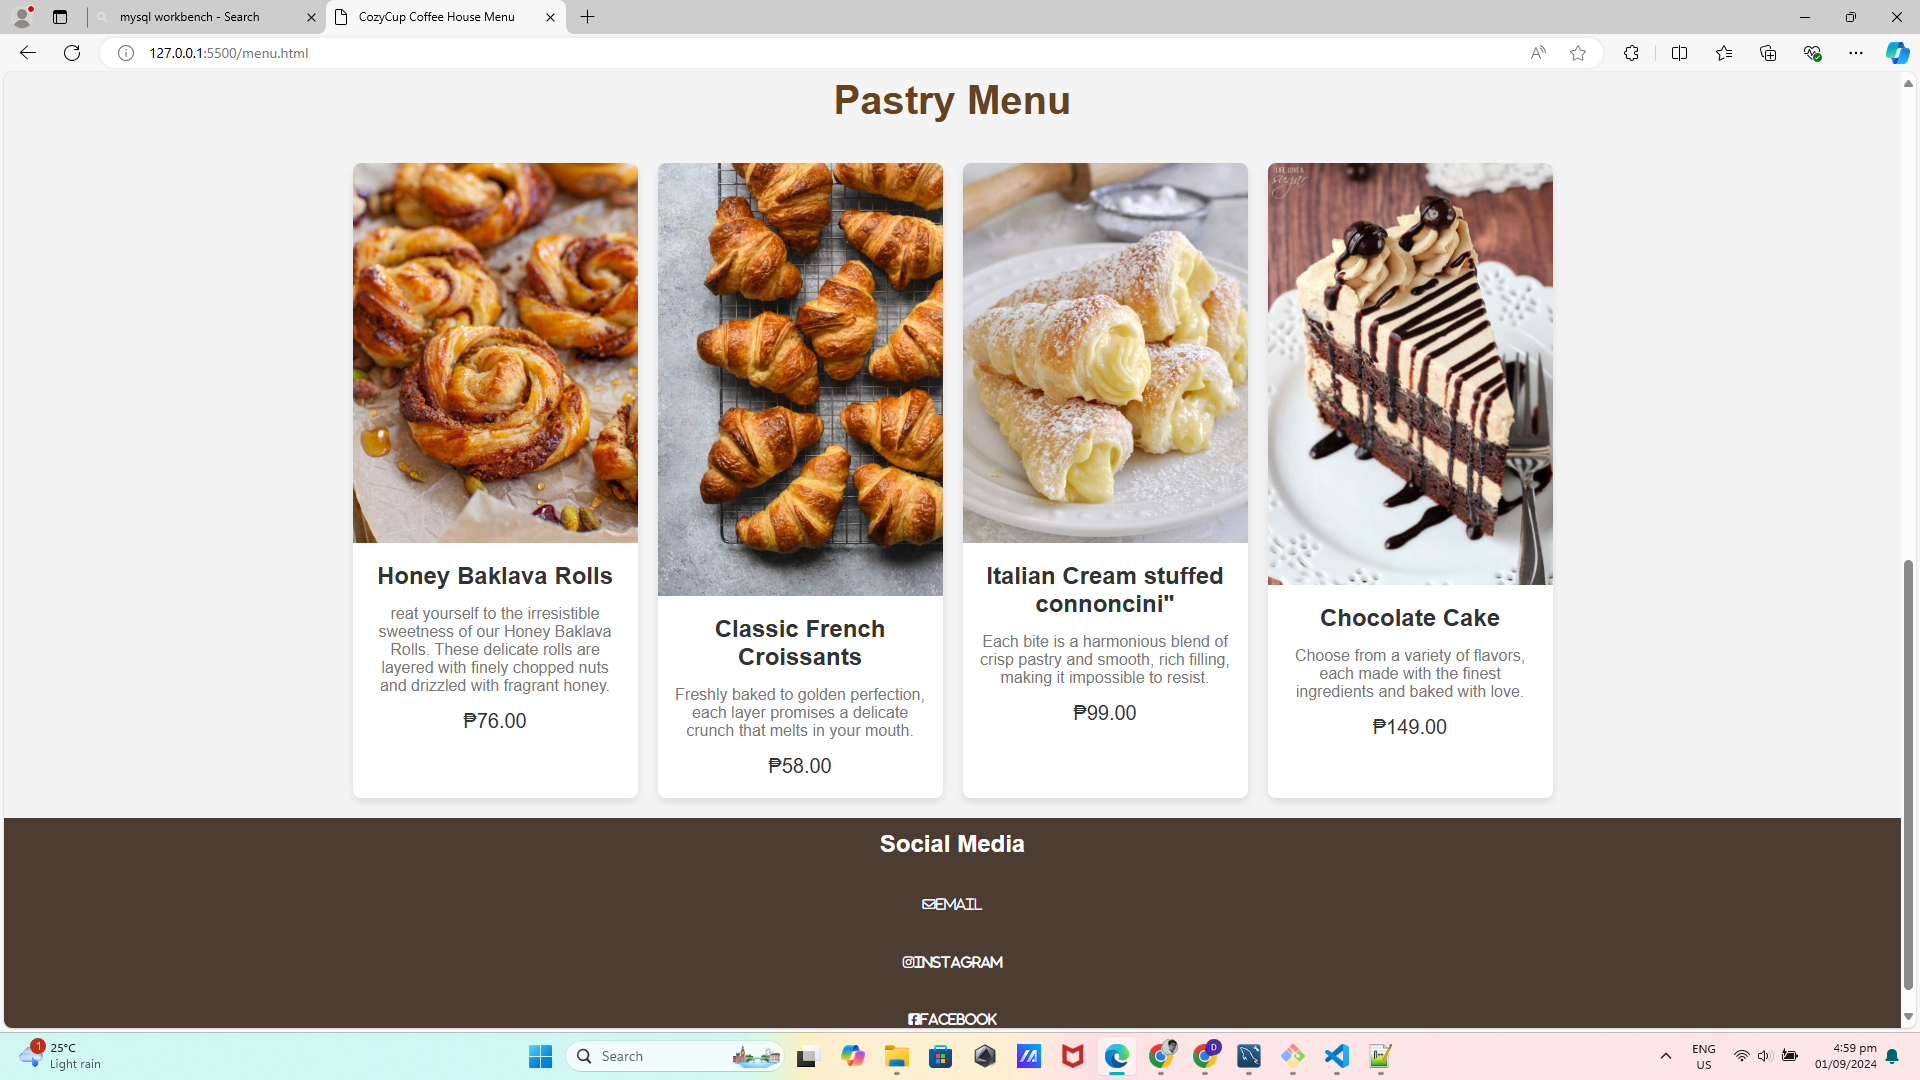 mysql workbench - Search
CozyCup Coffee House Menu
127.0.0.1:5500/menu.html
Pastry Menu
LIFE, LOVE &
sugar
Honey Baklava Rolls
reat yourself to the irresistible
sweetness of our Honey Baklava
Rolls. These delicate rolls are
layered with finely chopped nuts
and drizzled with fragrant honey.
₱76.00
Classic French
Croissants
Freshly baked to golden perfection,
each layer promises a delicate
crunch that melts in your mouth.
₱58.00
Italian Cream stuffed
connoncini"
Each bite is a harmonious blend of
crisp pastry and smooth, rich filling,
making it impossible to resist.
₱99.00
Chocolate Cake
Choose from a variety of flavors,
each made with the finest
ingredients and baked with love.
₱149.00
Social Media
EMAIL
INSTAGRAM
FACEBOOK
1
25°C
Light rain
Search
D
ENG
US
4:59 pm
01/09/2024